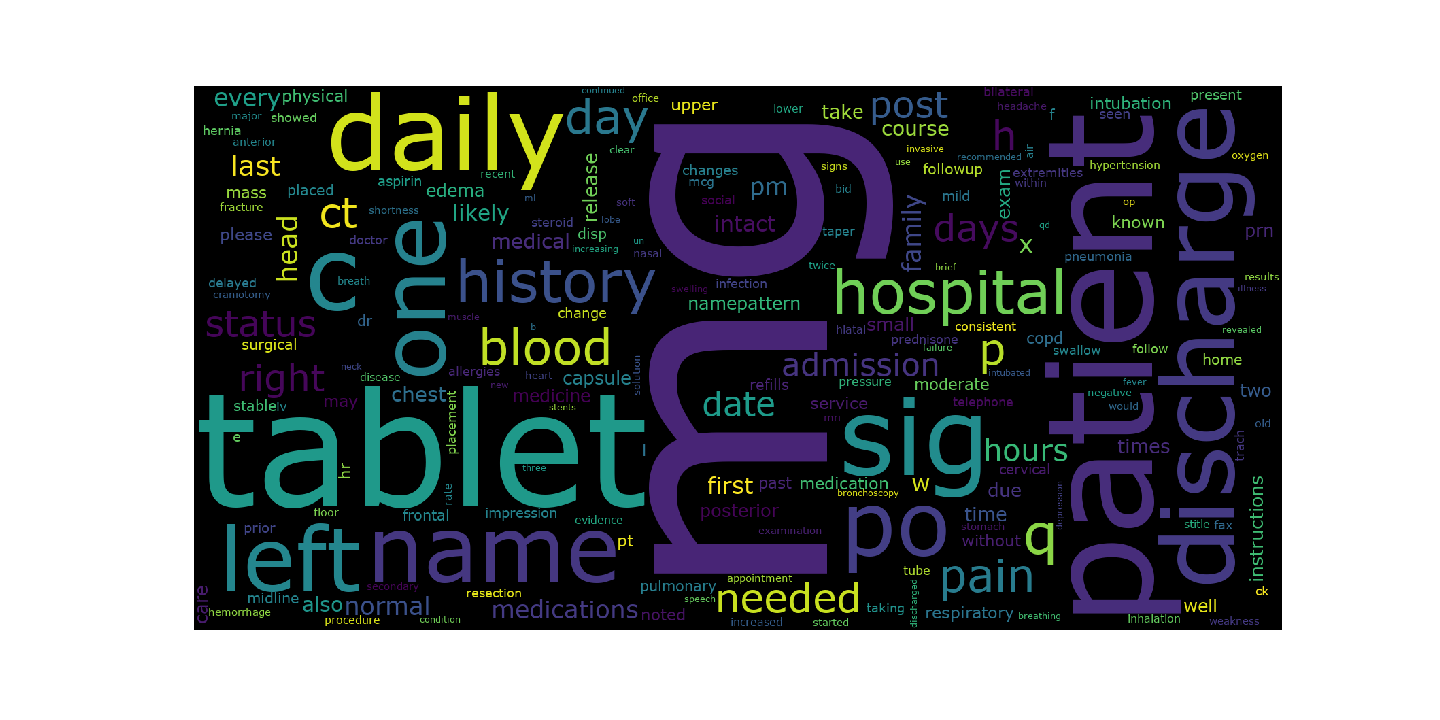 continued
every
physical
daily
day
office
upper
lower
take
post
bilateral
headache
intubation
present
major
showed
hernia
anterior
h
f
seen
course
last
recent
clear
release
changes
mcg
signs
invasive
use
followup
recommended
air
extremities
within
hypertension
oxygen
mass
placed
aspirin
edema
ml
soft
social
pm
bid
mild
exam
op
fracture
ct
shortness
likely
steroid
lobe
disp
intact
taper
family
days
x
qd
known
prn
please
head
doctor
one
medical
un
increasing
nasal
mg
twice
brief
pneumonia
patient
discharge
delayed
craniotomy
c
breath
history
infection
swelling
namepattern
hospital
results
illness
status
dr
muscle
change
b
hlatal
small
prednisone
failure
consistent
p
copd
swallow
follow
revealed
home
surgical
blood
neck
disease
allergies
heart
capsule
solution
admission
intubated
right
new
medicine
refills
pressure
moderate
fever
negative
would
two
stable
iv
may
chest
stents
date
service
mri
telephone
old
e
placement
tablet
l
sig
hours
times
trach
hr
three
first
past
medication
w
cervical
due
bronchoscopy
depression
rate
floor
frontal
impression
evidence
posterior
examination
po
time
stomach
without
q
st
title
fax
instructions
prior
left
name
pt
pulmonary
appointment
tube
pain
care
midline
secondary
resection
speech
needed
taking
discharged
respiratory
breathing
well
ck
hemorrhage
also
normal
procedure
condition
medications
noted
increased
started
inhalation
weakness